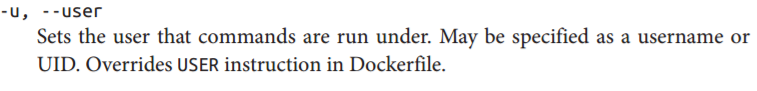 -u, --user
Sets the user that commands are run under. May be specified as a username or
UID. Overrides USER instruction in Dockerfile.